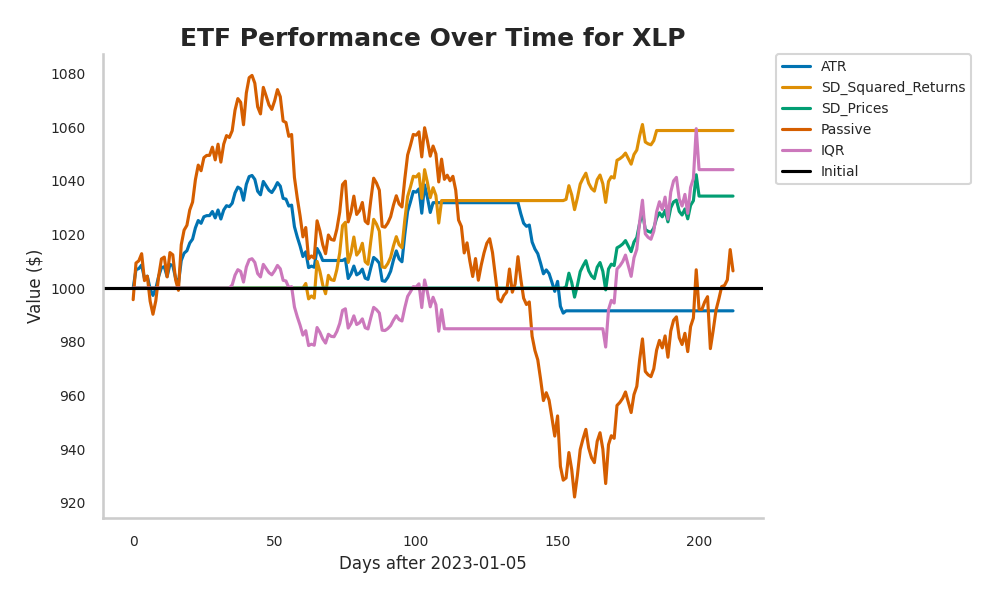 ETF Performance Over Time for XLP
Value ($)
1080
1060
1040
1020
1000
980
960
940
920
0 50 100 150 200
Days after 2023-01-05
ATR
SD_Squared_Returns
SD_Prices
Passive
IQR
Initial